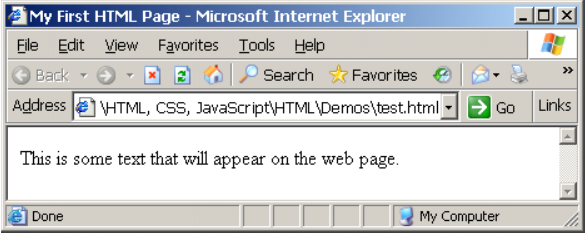 My First HTML Page - Microsoft Internet Explorer
File Edit View Favorites Tools Help
Back Search Favorites »
Address \HTML, CSS, JavaScript\HTML\Demos\test.html Go Links
This is some text that will appear on the web page.
Done My Computer